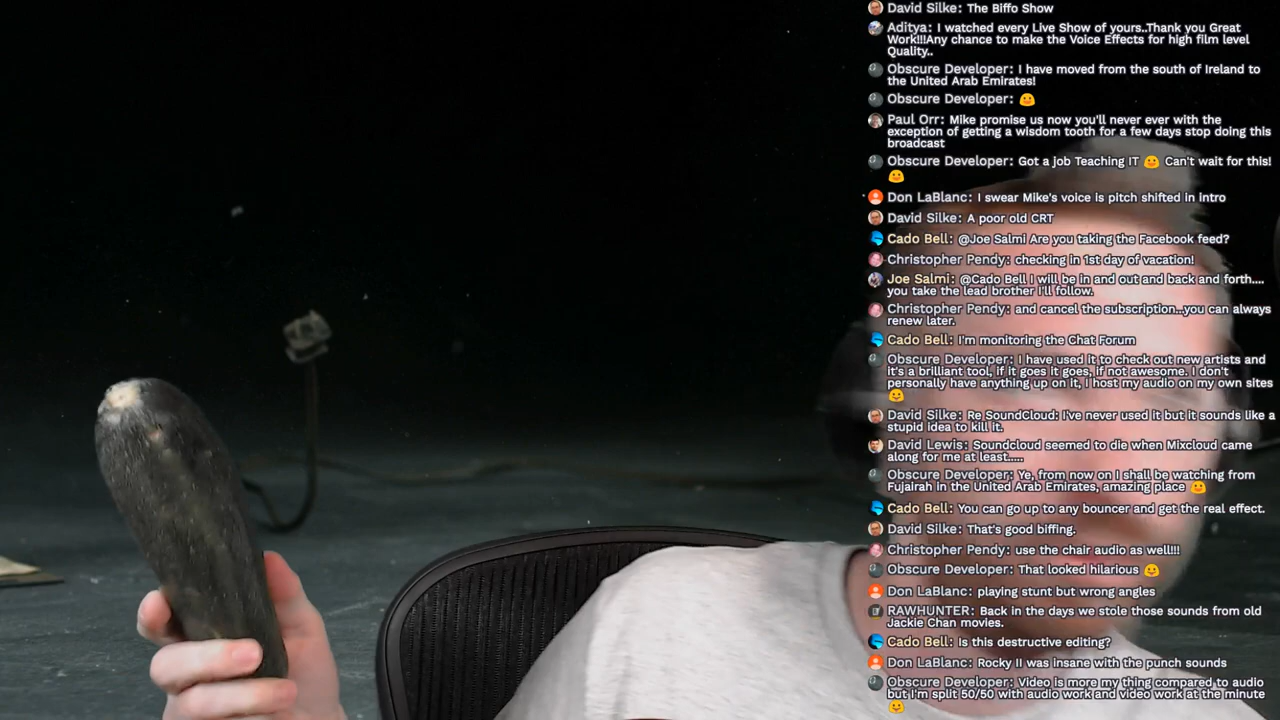 David Silke: The Biffo Show
Aditya: I watched every Live Show of yours..Thank you Great
Work!!!Any chance to make the Voice Effects for high film level
Quality..
Obscure Developer: I have moved from the south of Ireland to
the United Arab Emirates!
Obscure Developer: 🙂
Paul Orr: Mike promise us now you'll never ever with the
exception of getting a wisdom tooth for a few days stop doing this
broadcast
Obscure Developer: Got a job Teaching IT 🙂 Can't wait for this!
🙂
Don LaBlanc: I swear Mike's voice is pitch shifted in intro
David Silke: A poor old CRT
Cado Bell: @Joe Salmi Are you taking the Facebook feed?
Christopher Pendy: checking in 1st day of vacation!
Joe Salmi: @Cado Bell I will be in and out and back and forth....
you take the lead brother I'll follow.
Christopher Pendy: and cancel the subscription...you can always
renew later.
Cado Bell: I'm monitoring the Chat Forum
Obscure Developer: I have used it to check out new artists and
it's a brilliant tool, if it goes it goes, if not awesome. I don't
personally have anything up on it, I host my audio on my own sites
🙂
David Silke: Re SoundCloud: I've never used it but it sounds like a
stupid idea to kill it.
David Lewis: Soundcloud seemed to die when Mixcloud came
along for me at least.....
Obscure Developer: Ye, from now on I shall be watching from
Fujairah in the United Arab Emirates, amazing place 🙂
Cado Bell: You can go up to any bouncer and get the real effect.
David Silke: That's good biffing.
Christopher Pendy: use the chair audio as well!!!
Obscure Developer: That looked hilarious 🙂
Don LaBlanc: playing stunt but wrong angles
RAWHUNTER: Back in the days we stole those sounds from old
Jackie Chan movies.
Cado Bell: Is this destructive editing?
Don LaBlanc: Rocky II was insane with the punch sounds
Obscure Developer: Video is more my thing compared to audio
but I'm split 50/50 with audio work and video work at the minute
🙂